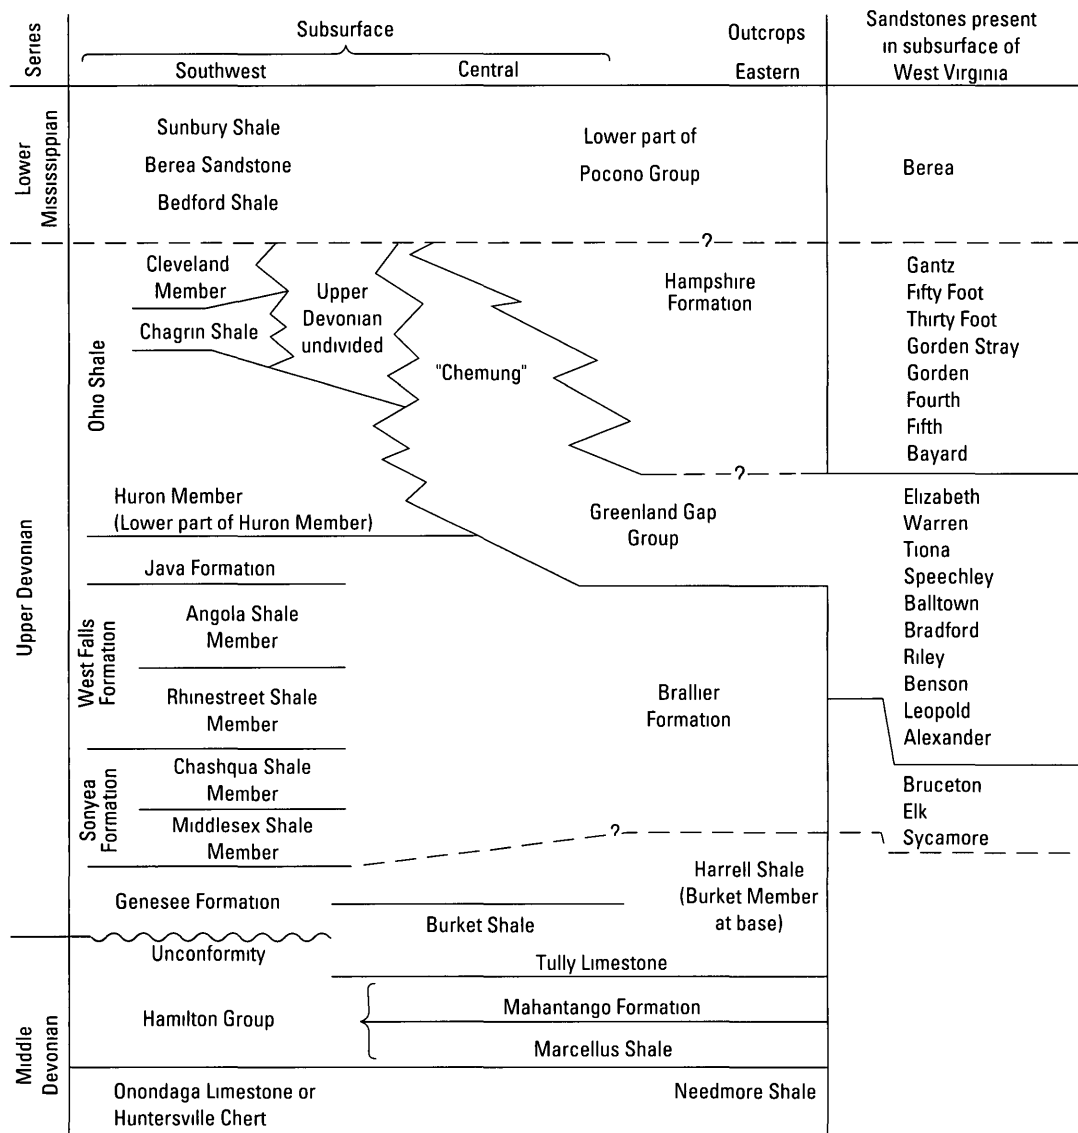 Series
Subsurface
Southwest
Central
Outcrops
Eastern
Sandstones present
in subsurface of
West Virginia
Lower
Mississippian
Sunbury Shale
Berea Sandstone
Bedford Shale
Lower part of
Pocono Group
Berea
?
Upper Devonian
Ohio Shale
Cleveland
Member
Chagrin Shale
Upper
Devonian
undivided
"Chemung"
Hampshire
Formation
Gantz
Fifty Foot
Thirty Foot
Gorden Stray
Gorden
Fourth
Fifth
Bayard
?
Huron Member
(Lower part of Huron Member)
Greenland Gap
Group
Elizabeth
Warren
Tiona
Speechley
Balltown
Bradford
Riley
Benson
Leopold
Alexander
Java Formation
West Falls
Formation
Angola Shale
Member
Rhinestreet Shale
Member
Brallier
Formation
Sonyea
Formation
Chashqua Shale
Member
Middlesex Shale
Member
Bruceton
Elk
Sycamore
?
Genesee Formation
Burket Shale
Harrell Shale
(Burket Member
at base)
Middle
Devonian
Unconformity
Tully Limestone
Hamilton Group
Mahantango Formation
Marcellus Shale
Onondaga Limestone or
Huntersville Chert
Needmore Shale